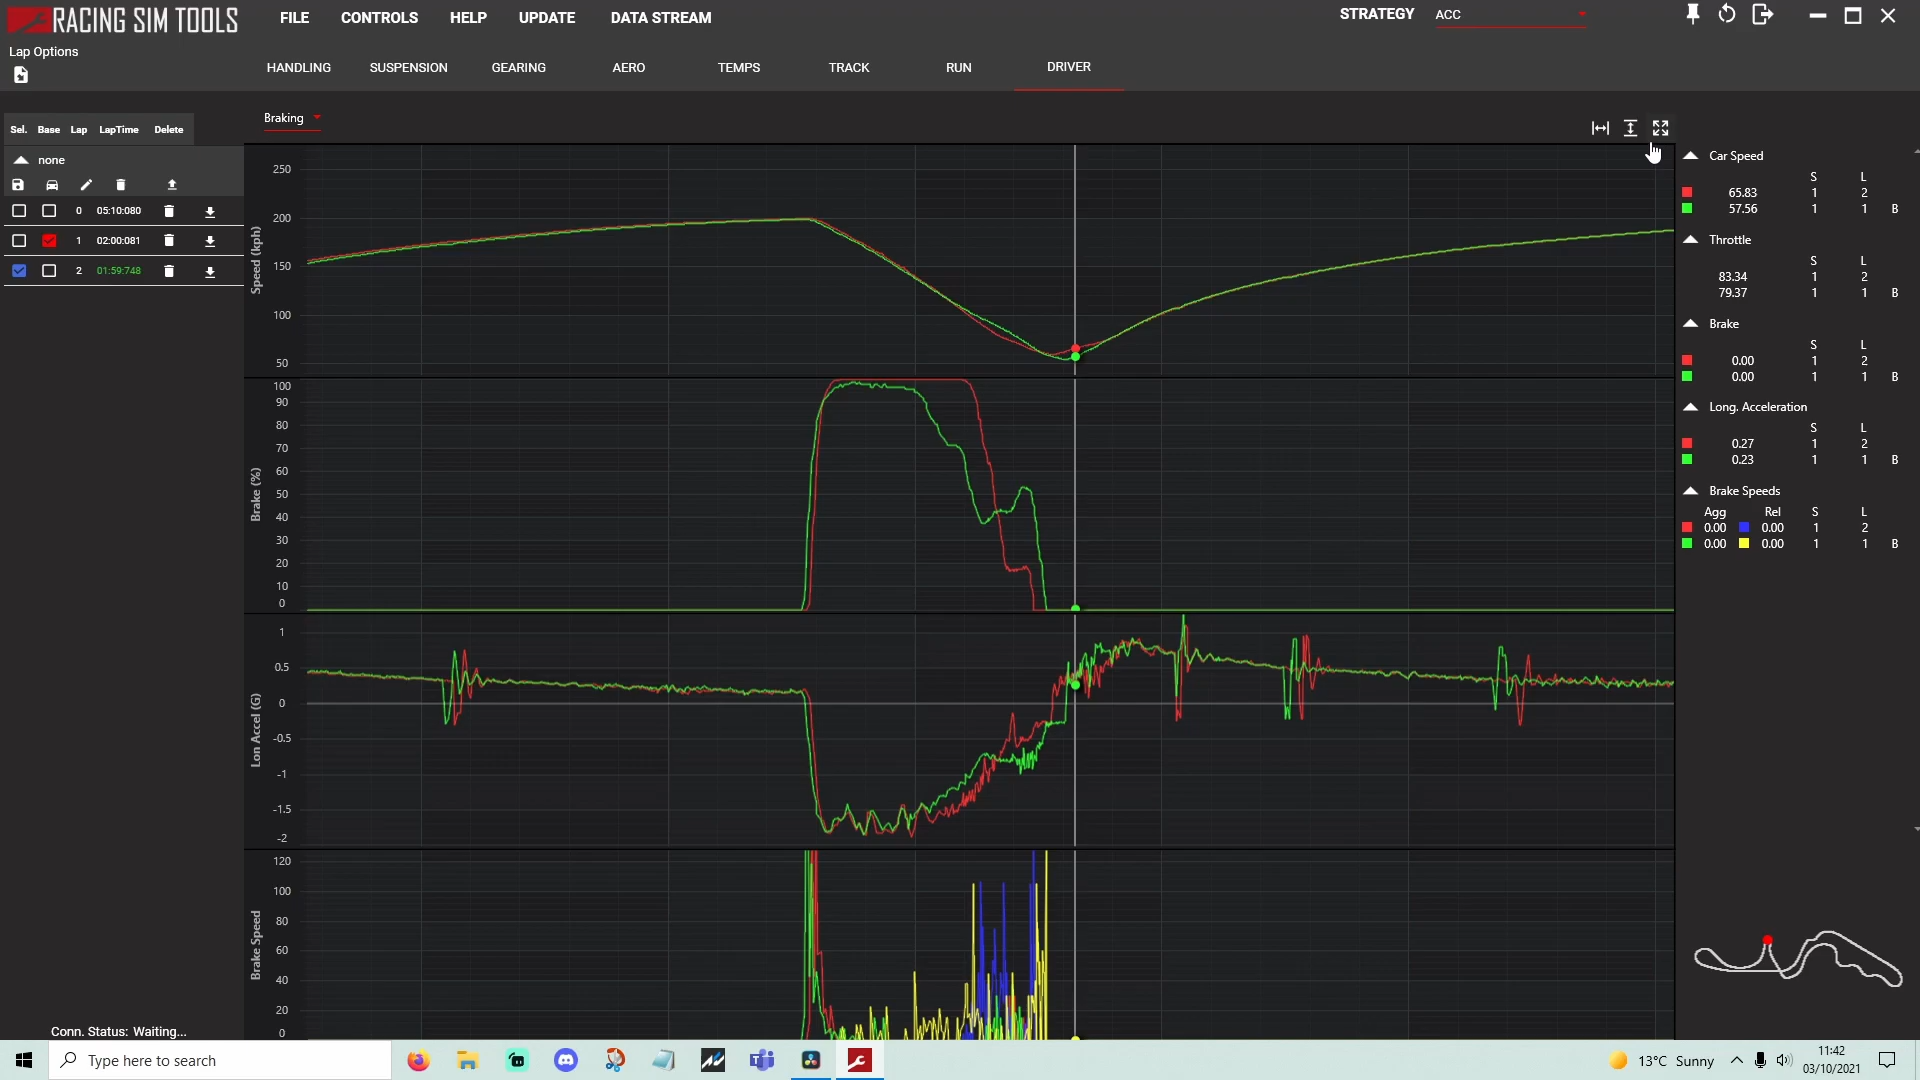 RACING SIM TOOLS
FILE CONTROLS HELP UPDATE DATA STREAM
STRATEGY ACC
Lap Options
HANDLING SUSPENSION GEARING AERO TEMPS TRACK RUN DRIVER
Sel. Base Lap LapTime Delete
none
0 05:10:080
1 02:00:081
2 01:59:748
Braking
Speed (kph)
250
200
150
100
50
Brake (%)
100
90
80
70
60
50
40
30
20
10
0
Lon Accel (G)
1
0.5
0
-0.5
-1
-1.5
-2
Brake Speed
120
100
80
60
40
20
0
Car Speed
S L
65.83 1 2
57.56 1 1 B
Throttle
S L
83.34 1 2
79.37 1 1 B
Brake
S L
0.00 1 2
0.00 1 1 B
Long. Acceleration
S L
0.27 1 2
0.23 1 1 B
Brake Speeds
Agg Rel S L
0.00 0.00 1 2
0.00 0.00 1 1 B
Conn. Status: Waiting...
Type here to search
13°C Sunny
11:42
03/10/2021